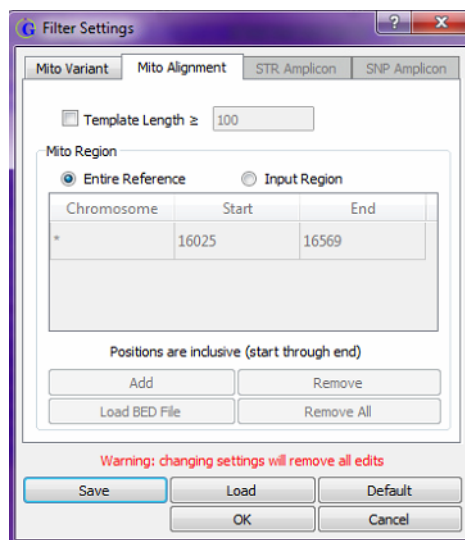 Filter Settings
?
Mito Variant Mito Alignment STR Amplicon SNP Amplicon
Template Length ≥ 100
Mito Region
Entire Reference Input Region
Chromosome Start End
* 16025 16569
Positions are inclusive (start through end)
Add Remove
Load BED File Remove All
Warning: changing settings will remove all edits
Save Load Default
OK Cancel